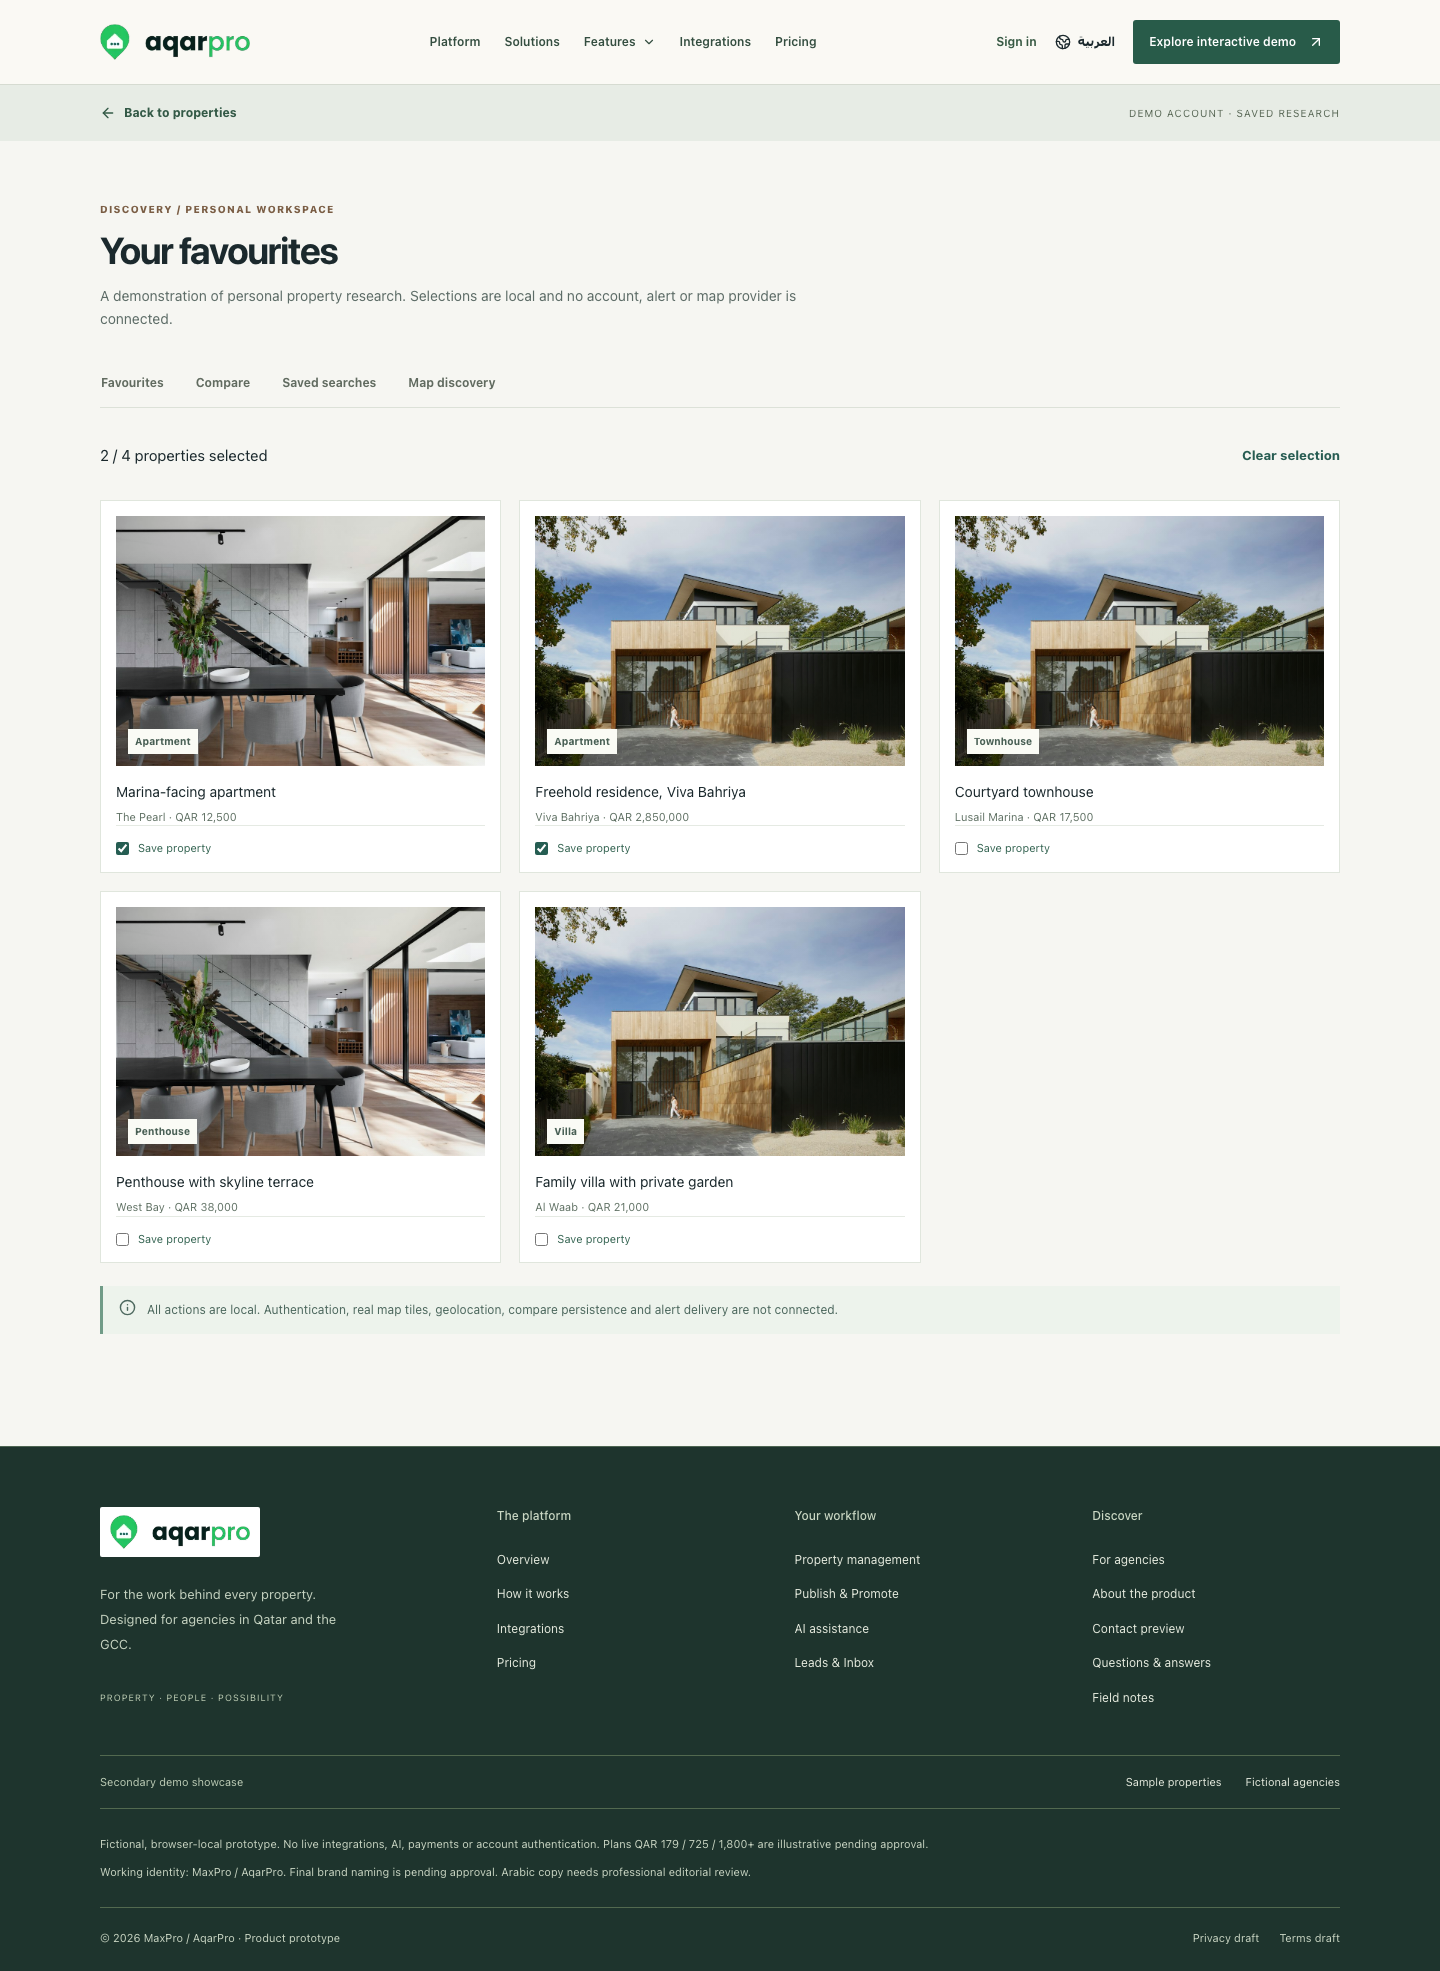 aqarpro
Platform
Solutions
Features
Integrations
Pricing
Sign in
العربية
Explore interactive demo
Back to properties
DEMO ACCOUNT · SAVED RESEARCH
DISCOVERY / PERSONAL WORKSPACE
Your favourites
A demonstration of personal property research. Selections are local and no account, alert or map provider is
connected.
Favourites
Compare
Saved searches
Map discovery
2 / 4 properties selected
Clear selection
Apartment
Marina-facing apartment
The Pearl · QAR 12,500
Save property
Apartment
Freehold residence, Viva Bahriya
Viva Bahriya · QAR 2,850,000
Save property
Townhouse
Courtyard townhouse
Lusail Marina · QAR 17,500
Save property
Penthouse
Penthouse with skyline terrace
West Bay · QAR 38,000
Save property
Villa
Family villa with private garden
Al Waab · QAR 21,000
Save property
All actions are local. Authentication, real map tiles, geolocation, compare persistence and alert delivery are not connected.
aqarpro
For the work behind every property.
Designed for agencies in Qatar and the
GCC.
PROPERTY · PEOPLE · POSSIBILITY
The platform
Overview
How it works
Integrations
Pricing
Your workflow
Property management
Publish & Promote
AI assistance
Leads & Inbox
Discover
For agencies
About the product
Contact preview
Questions & answers
Field notes
Secondary demo showcase
Sample properties
Fictional agencies
Fictional, browser-local prototype. No live integrations, AI, payments or account authentication. Plans QAR 179 / 725 / 1,800+ are illustrative pending approval.
Working identity: MaxPro / AqarPro. Final brand naming is pending approval. Arabic copy needs professional editorial review.
© 2026 MaxPro / AqarPro · Product prototype
Privacy draft
Terms draft